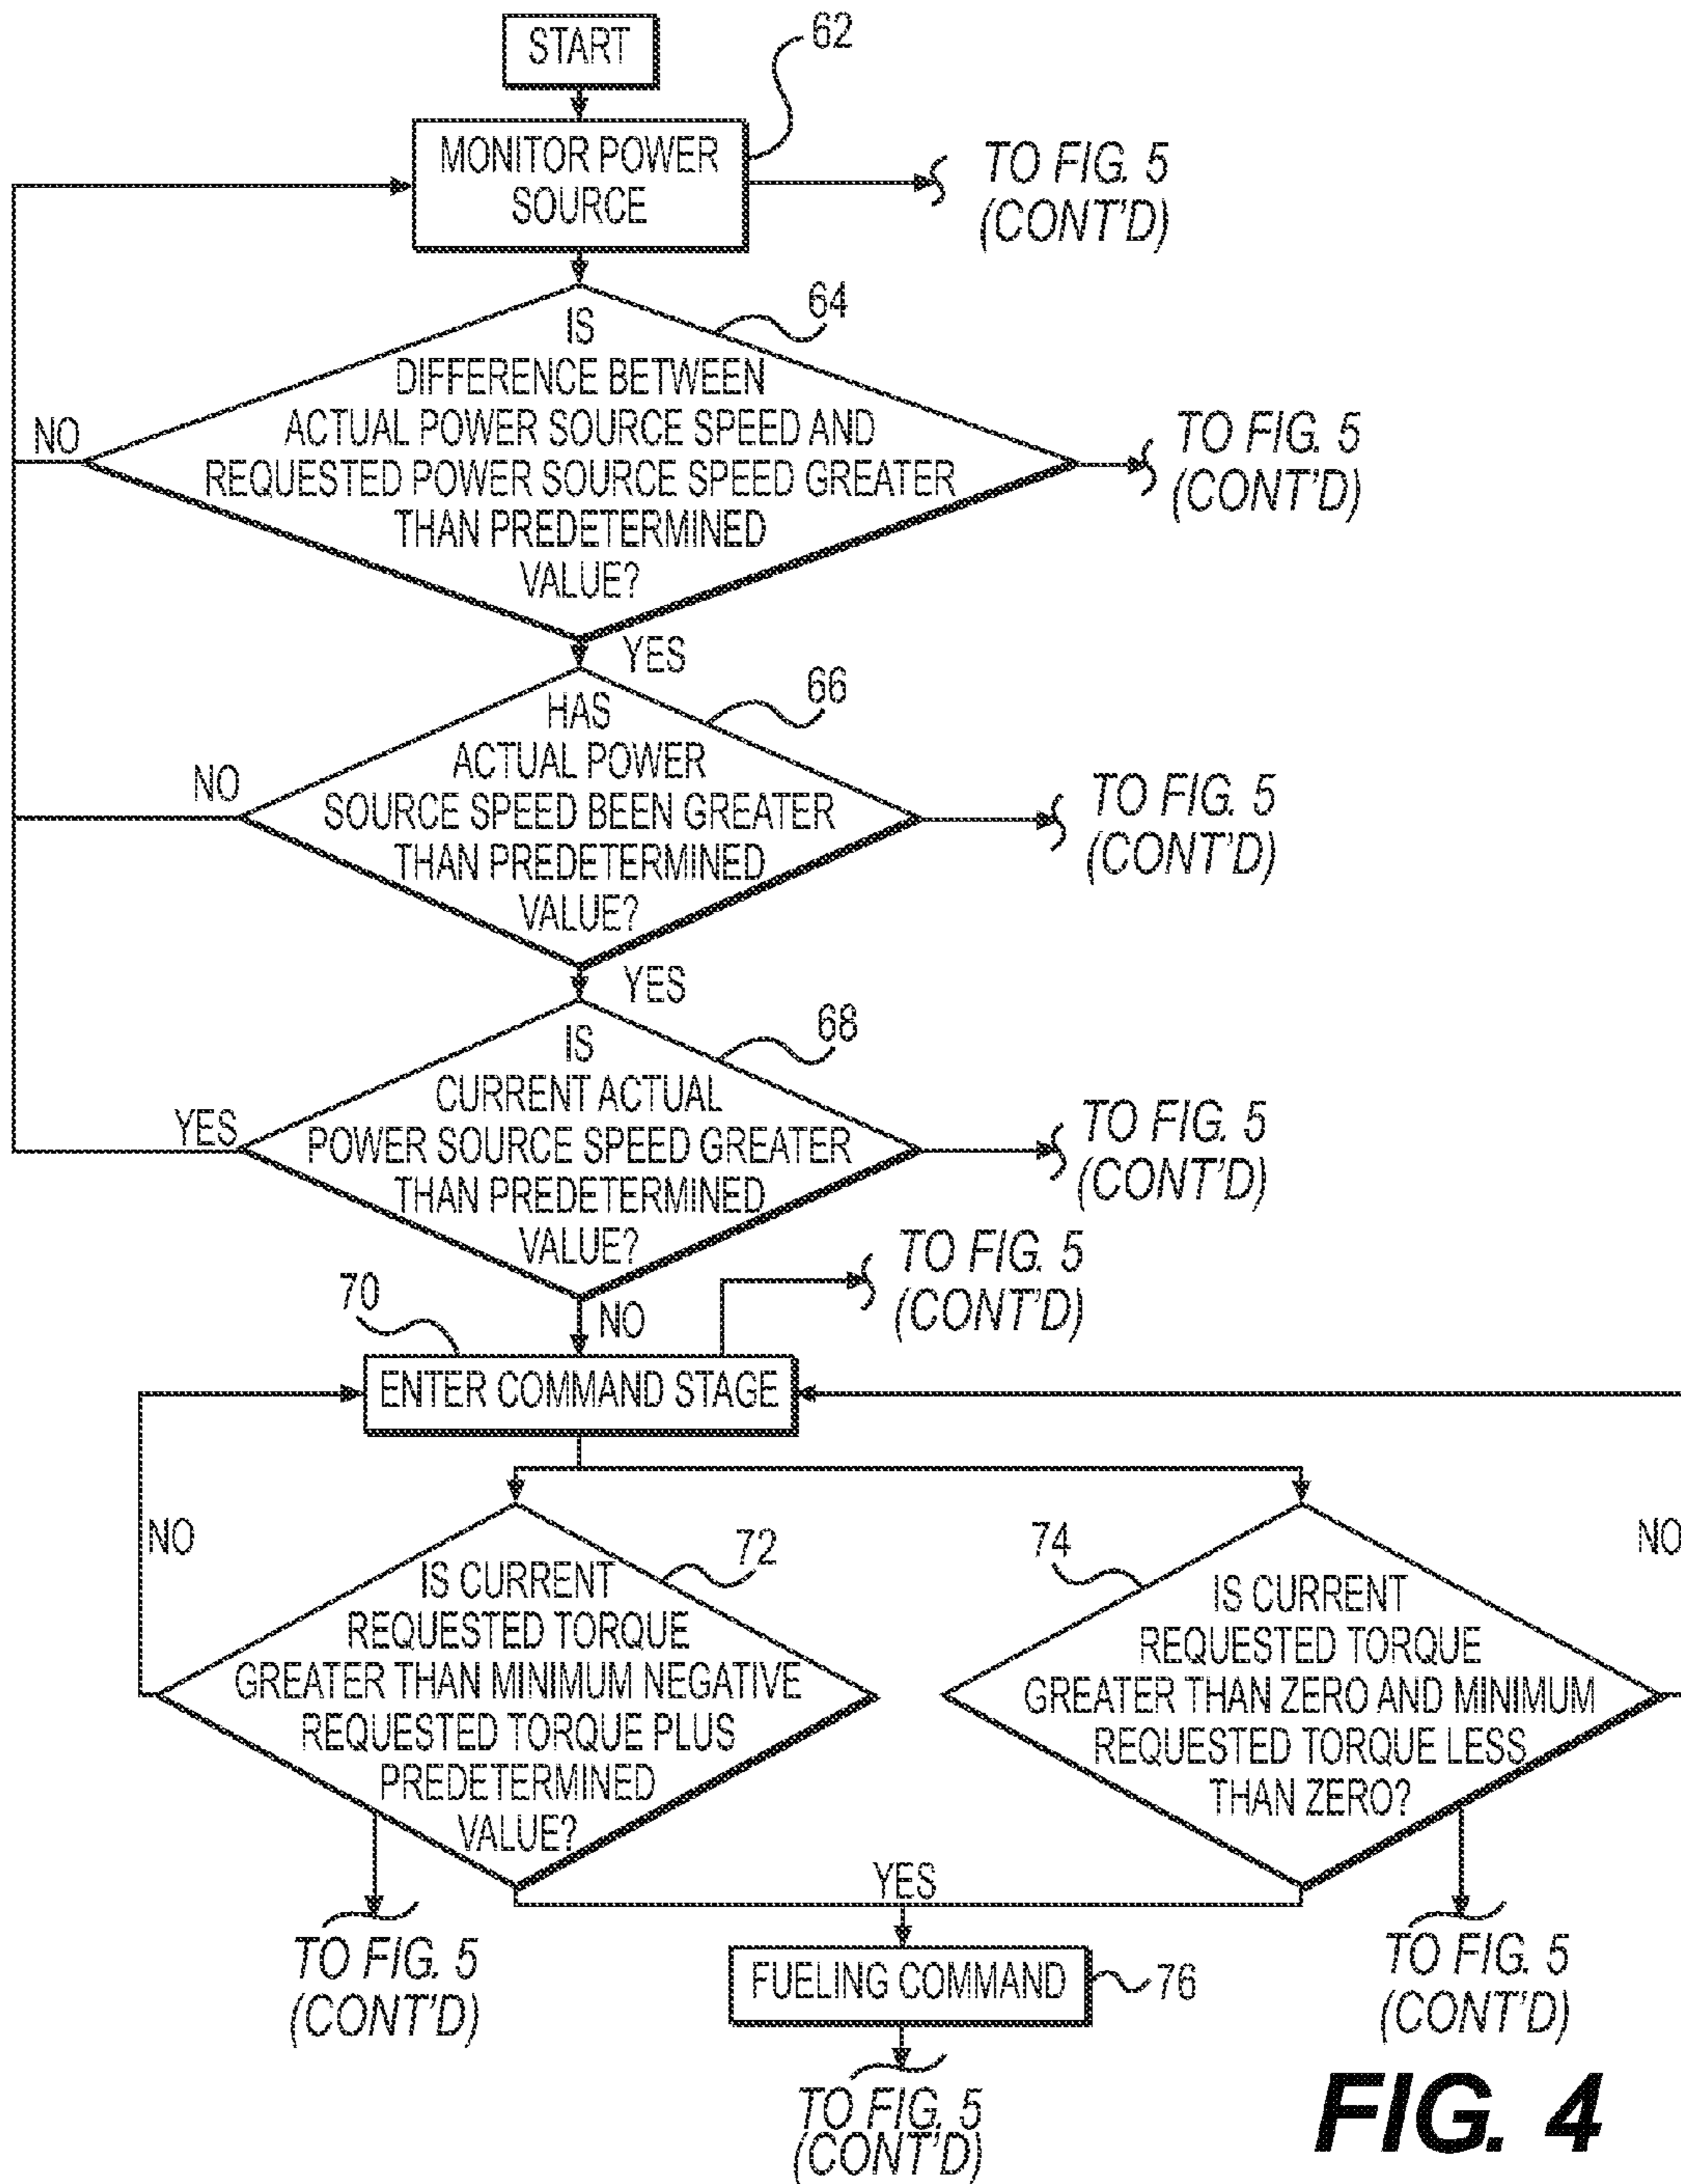 START
62
MONITOR POWER
SOURCE
TO FIG. 5
(CONT'D)
64
IS
DIFFERENCE BETWEEN
ACTUAL POWER SOURCE SPEED AND
REQUESTED POWER SOURCE SPEED GREATER
THAN PREDETERMINED
VALUE?
NO
TO FIG. 5
(CONT'D)
YES
66
HAS
ACTUAL POWER
SOURCE SPEED BEEN GREATER
THAN PREDETERMINED
VALUE?
NO
TO FIG. 5
(CONT'D)
YES
68
IS
CURRENT ACTUAL
POWER SOURCE SPEED GREATER
THAN PREDETERMINED
VALUE?
YES
TO FIG. 5
(CONT'D)
TO FIG. 5
(CONT'D)
70
NO
ENTER COMMAND STAGE
NO
72
IS CURRENT
REQUESTED TORQUE
GREATER THAN MINIMUM NEGATIVE
REQUESTED TORQUE PLUS
PREDETERMINED
VALUE?
74
NO
IS CURRENT
REQUESTED TORQUE
GREATER THAN ZERO AND MINIMUM
REQUESTED TORQUE LESS
THAN ZERO?
YES
TO FIG. 5
(CONT'D)
FUELING COMMAND
76
TO FIG. 5
(CONT'D)
TO FIG. 5
(CONT'D)
FIG. 4